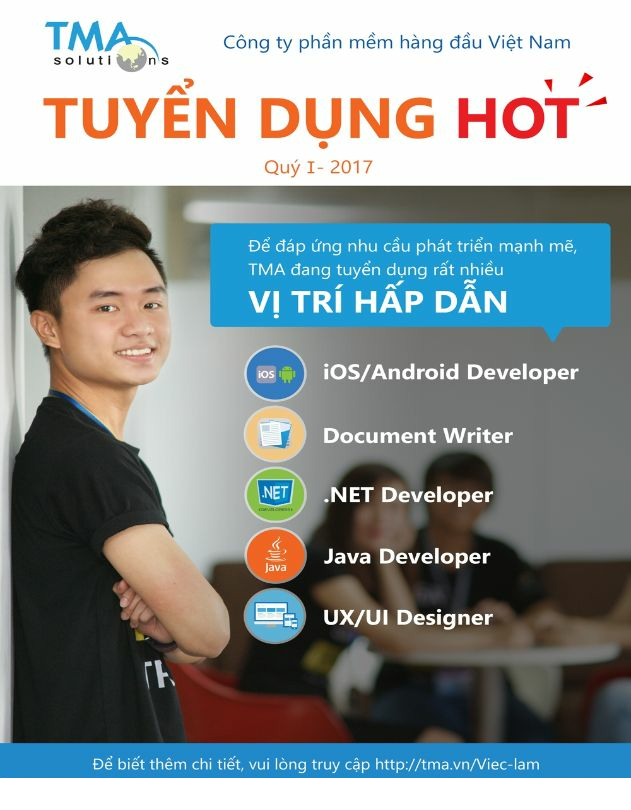 TMA
solutions
Công ty phần mềm hàng đầu Việt Nam
TUYỂN DỤNG HOT
Quý I- 2017
Để đáp ứng nhu cầu phát triển mạnh mẽ,
TMA đang tuyển dụng rất nhiều
VỊ TRÍ HẤP DẪN
iOS
iOS/Android Developer
Document Writer
.NET
.NET Developer
Java
Java Developer
UX/UI Designer
Để biết thêm chi tiết, vui lòng truy cập http://tma.vn/Viec-lam